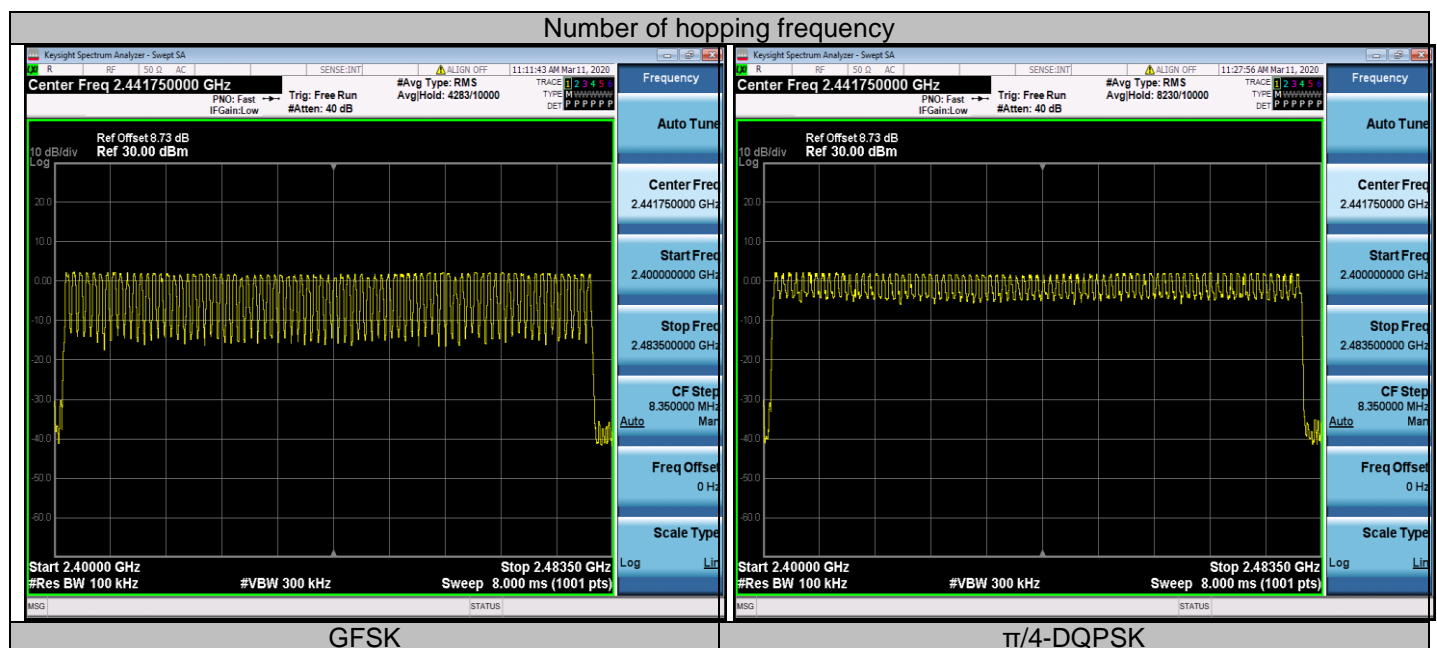 Number of hopping frequency
Keysight Spectrum Analyzer - Swept SA
LXI R RF 50 Ω AC SENSE:INT ALIGN OFF 11:11:43 AM Mar 11, 2020
Center Freq 2.441750000 GHz
PNO: Fast
IFGain:Low
Trig: Free Run
#Atten: 40 dB
#Avg Type: RMS
Avg|Hold: 4283/10000
TRACE 1 2 3 4 5 6
TYPE M
DET P P P P P P
Ref Offset 8.73 dB
10 dB/div Ref 30.00 dBm
Log
20.0
10.0
0.00
-10.0
-20.0
-30.0
-40.0
-50.0
-60.0
Start 2.40000 GHz Stop 2.48350 GHz
#Res BW 100 kHz #VBW 300 kHz Sweep 8.000 ms (1001 pts)
MSG STATUS
Frequency
Auto Tune
Center Freq
2.441750000 GHz
Start Freq
2.400000000 GHz
Stop Freq
2.483500000 GHz
CF Step
8.350000 MHz
Auto Man
Freq Offset
0 Hz
Scale Type
Log Lin
GFSK
Keysight Spectrum Analyzer - Swept SA
LXI R RF 50 Ω AC SENSE:INT ALIGN OFF 11:27:56 AM Mar 11, 2020
Center Freq 2.441750000 GHz
PNO: Fast
IFGain:Low
Trig: Free Run
#Atten: 40 dB
#Avg Type: RMS
Avg|Hold: 8230/10000
TRACE 1 2 3 4 5 6
TYPE M
DET P P P P P P
Ref Offset 8.73 dB
10 dB/div Ref 30.00 dBm
Log
20.0
10.0
0.00
-10.0
-20.0
-30.0
-40.0
-50.0
-60.0
Start 2.40000 GHz Stop 2.48350 GHz
#Res BW 100 kHz #VBW 300 kHz Sweep 8.000 ms (1001 pts)
MSG STATUS
Frequency
Auto Tune
Center Freq
2.441750000 GHz
Start Freq
2.400000000 GHz
Stop Freq
2.483500000 GHz
CF Step
8.350000 MHz
Auto Man
Freq Offset
0 Hz
Scale Type
Log Lin
π/4-DQPSK